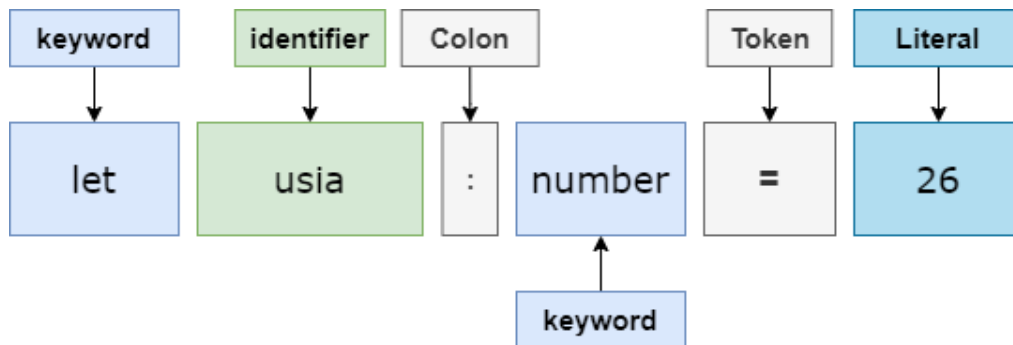 keyword identifier Colon Token Literal
let usia : number = 26
keyword